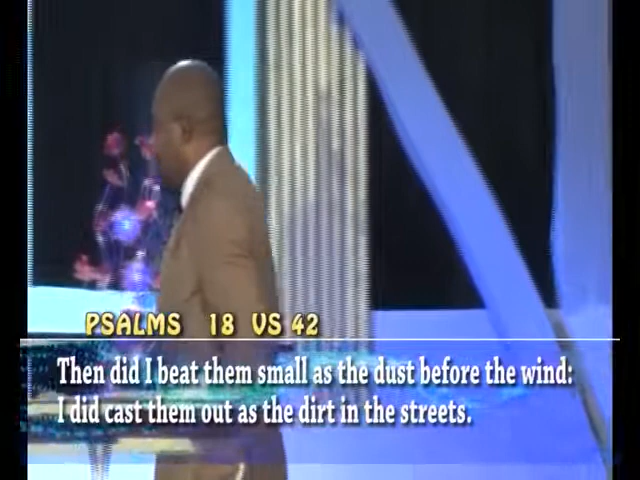 PSALMS 18 VS 42
Then did I beat them small as the dust before the wind:
I did cast them out as the dirt in the streets.